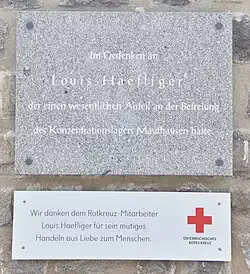 Im Gedenken an
Louis Haefliger
der einen wesentlichen Anteil an der Befreiung
des Konzentrationslagers Mauthausen hatte.
Wir danken dem Rotkreuz-Mitarbeiter
Louis Haefliger für sein mutiges
Handeln aus Liebe zum Menschen.
ÖSTERREICHISCHES
ROTES KREUZ